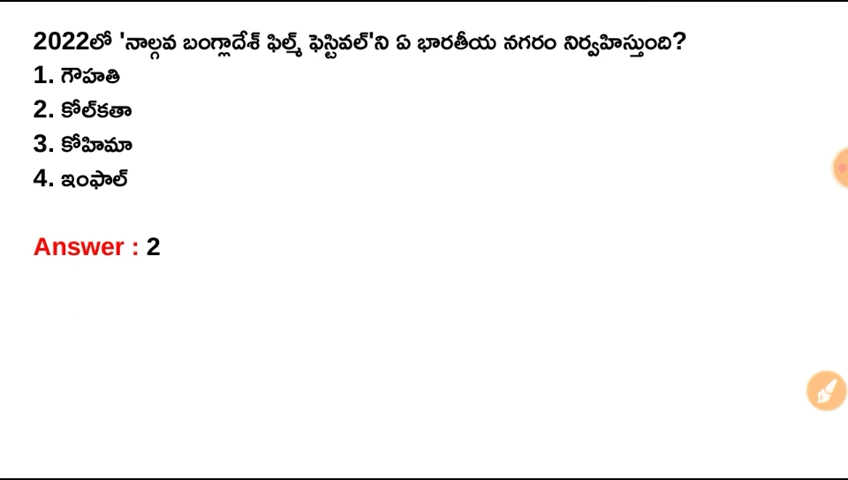 2022లో 'నాల్గవ బంగ్లాదేశ్ ఫిల్మ్ ఫెస్టివల్'ని ఏ భారతీయ నగరం నిర్వహిస్తుంది?
1. గౌహతి
2. కోల్‌కతా
3. కోహిమా
4. ఇంఫాల్
Answer : 2